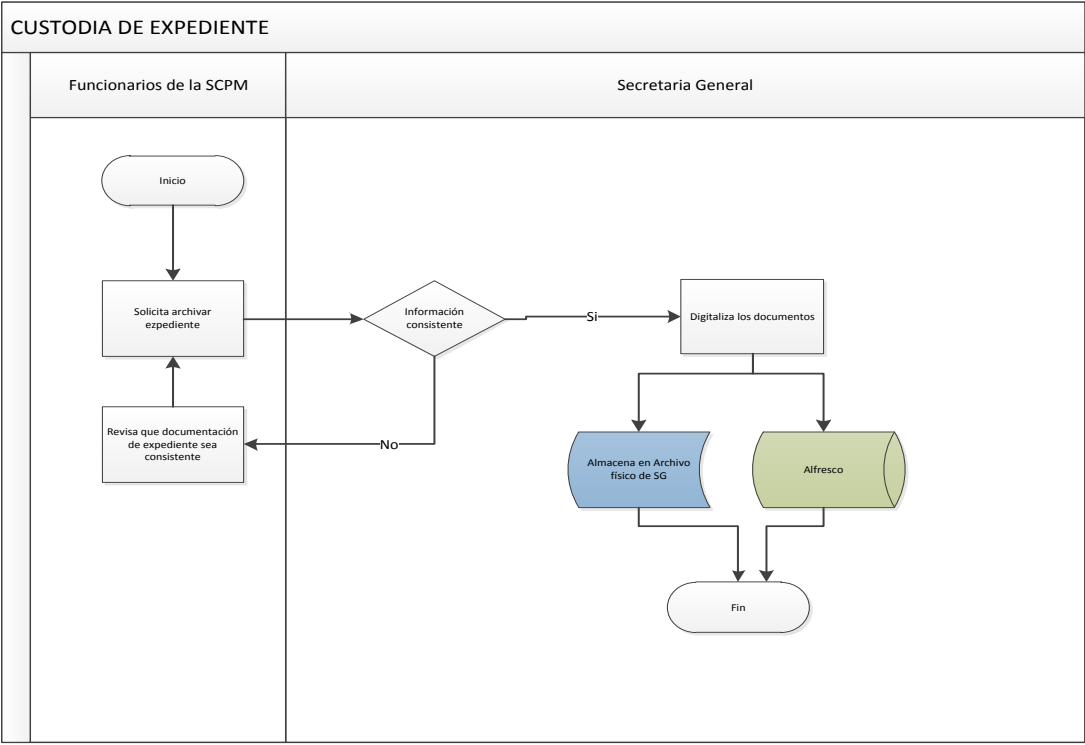 CUSTODIA DE EXPEDIENTE
Funcionarios de la SCPM
Secretaria General
Inicio
Solicita archivar
ezpediente
Información
consistente
Si
Digitaliza los documentos
Revisa que documentación
de expediente sea
consistente
No
Almacena en Archivo
físico de SG
Alfresco
Fin